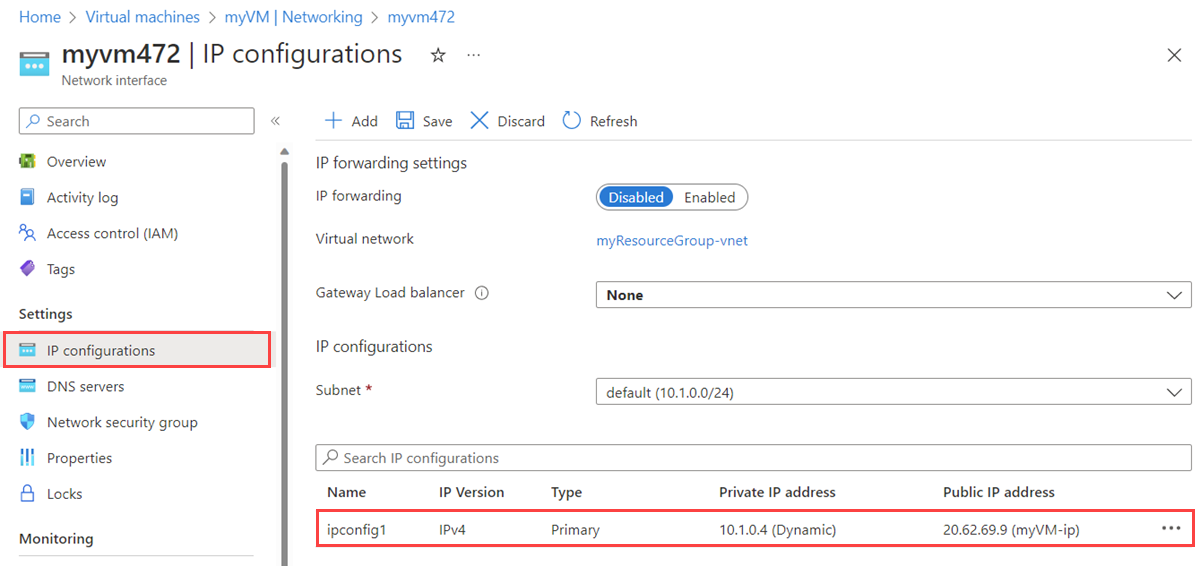 Home > Virtual machines > myVM | Networking > myvm472
myvm472 | IP configurations
Network interface
Search
Overview
Activity log
Access control (IAM)
Tags
Settings
IP configurations
DNS servers
Network security group
Properties
Locks
Monitoring
Add Save Discard Refresh
IP forwarding settings
IP forwarding Disabled Enabled
Virtual network myResourceGroup-vnet
Gateway Load balancer None
IP configurations
Subnet * default (10.1.0.0/24)
Search IP configurations
Name IP Version Type Private IP address Public IP address
ipconfig1 IPv4 Primary 10.1.0.4 (Dynamic) 20.62.69.9 (myVM-ip)